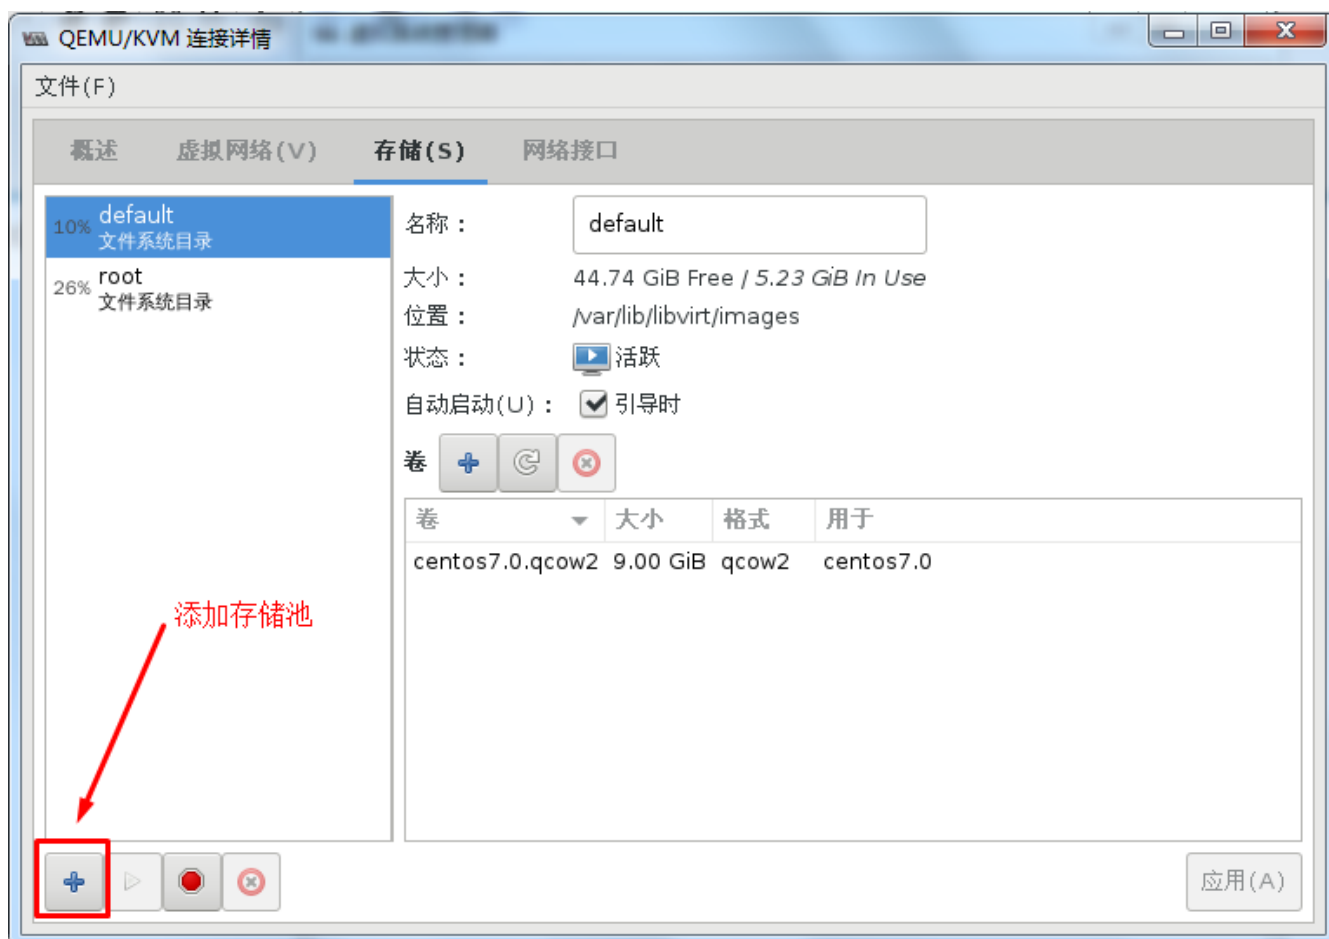 QEMU/KVM 连接详情
文件(F)
概述 虚拟网络(V) 存储(S) 网络接口
10% default
文件系统目录
26% root
文件系统目录
名称： default
大小： 44.74 GiB Free / 5.23 GiB In Use
位置： /var/lib/libvirt/images
状态： 活跃
自动启动(U)： 引导时
卷
卷 大小 格式 用于
centos7.0.qcow2 9.00 GiB qcow2 centos7.0
添加存储池
应用(A)